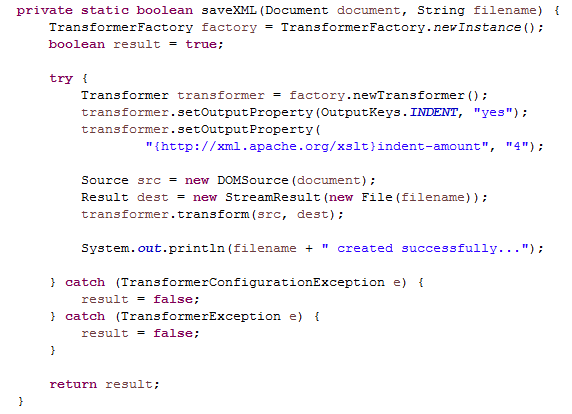 private static boolean saveXML(Document document, String filename) {
    TransformerFactory factory = TransformerFactory.newInstance();
    boolean result = true;

    try {
        Transformer transformer = factory.newTransformer();
        transformer.setOutputProperty(OutputKeys.INDENT, "yes");
        transformer.setOutputProperty(
                "{http://xml.apache.org/xslt}indent-amount", "4");

        Source src = new DOMSource(document);
        Result dest = new StreamResult(new File(filename));
        transformer.transform(src, dest);

        System.out.println(filename + " created successfully...");

    } catch (TransformerConfigurationException e) {
        result = false;
    } catch (TransformerException e) {
        result = false;
    }

    return result;
}